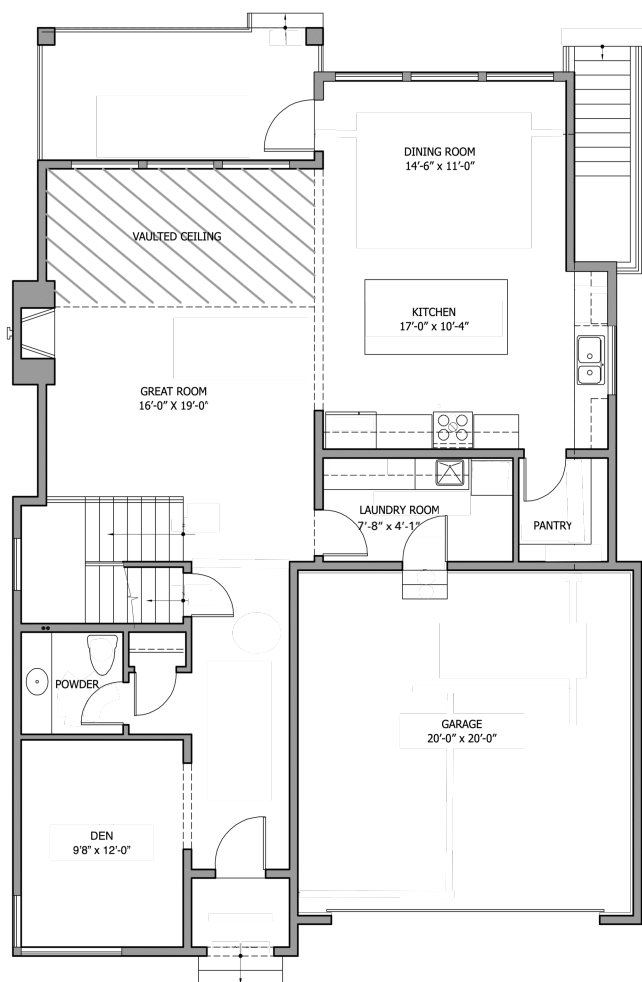 DINING ROOM
14'-6" x 11'-0"
VAULTED CEILING
KITCHEN
17'-0" x 10'-4"
GREAT ROOM
16'-0" X 19'-0"
LAUNDRY ROOM
7'-8" x 4'-1"
PANTRY
POWDER
GARAGE
20'-0" x 20'-0"
DEN
9'8" x 12'-0"